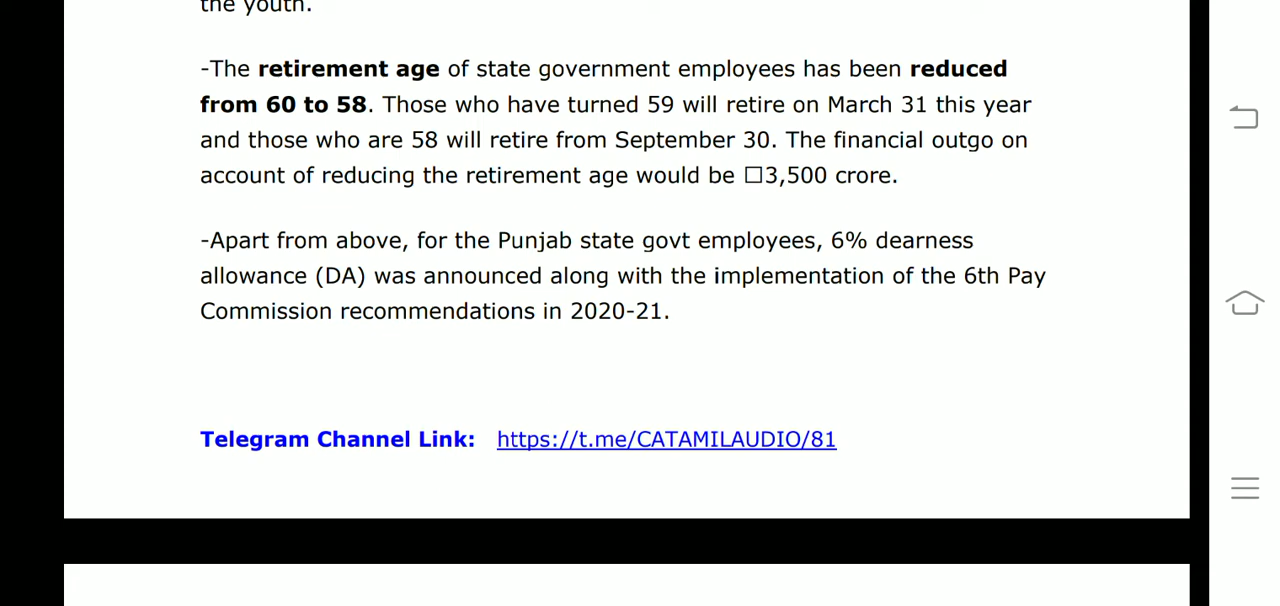 the youth.
-The retirement age of state government employees has been reduced
from 60 to 58. Those who have turned 59 will retire on March 31 this year
and those who are 58 will retire from September 30. The financial outgo on
account of reducing the retirement age would be □3,500 crore.
-Apart from above, for the Punjab state govt employees, 6% dearness
allowance (DA) was announced along with the implementation of the 6th Pay
Commission recommendations in 2020-21.
Telegram Channel Link: https://t.me/CATAMILAUDIO/81